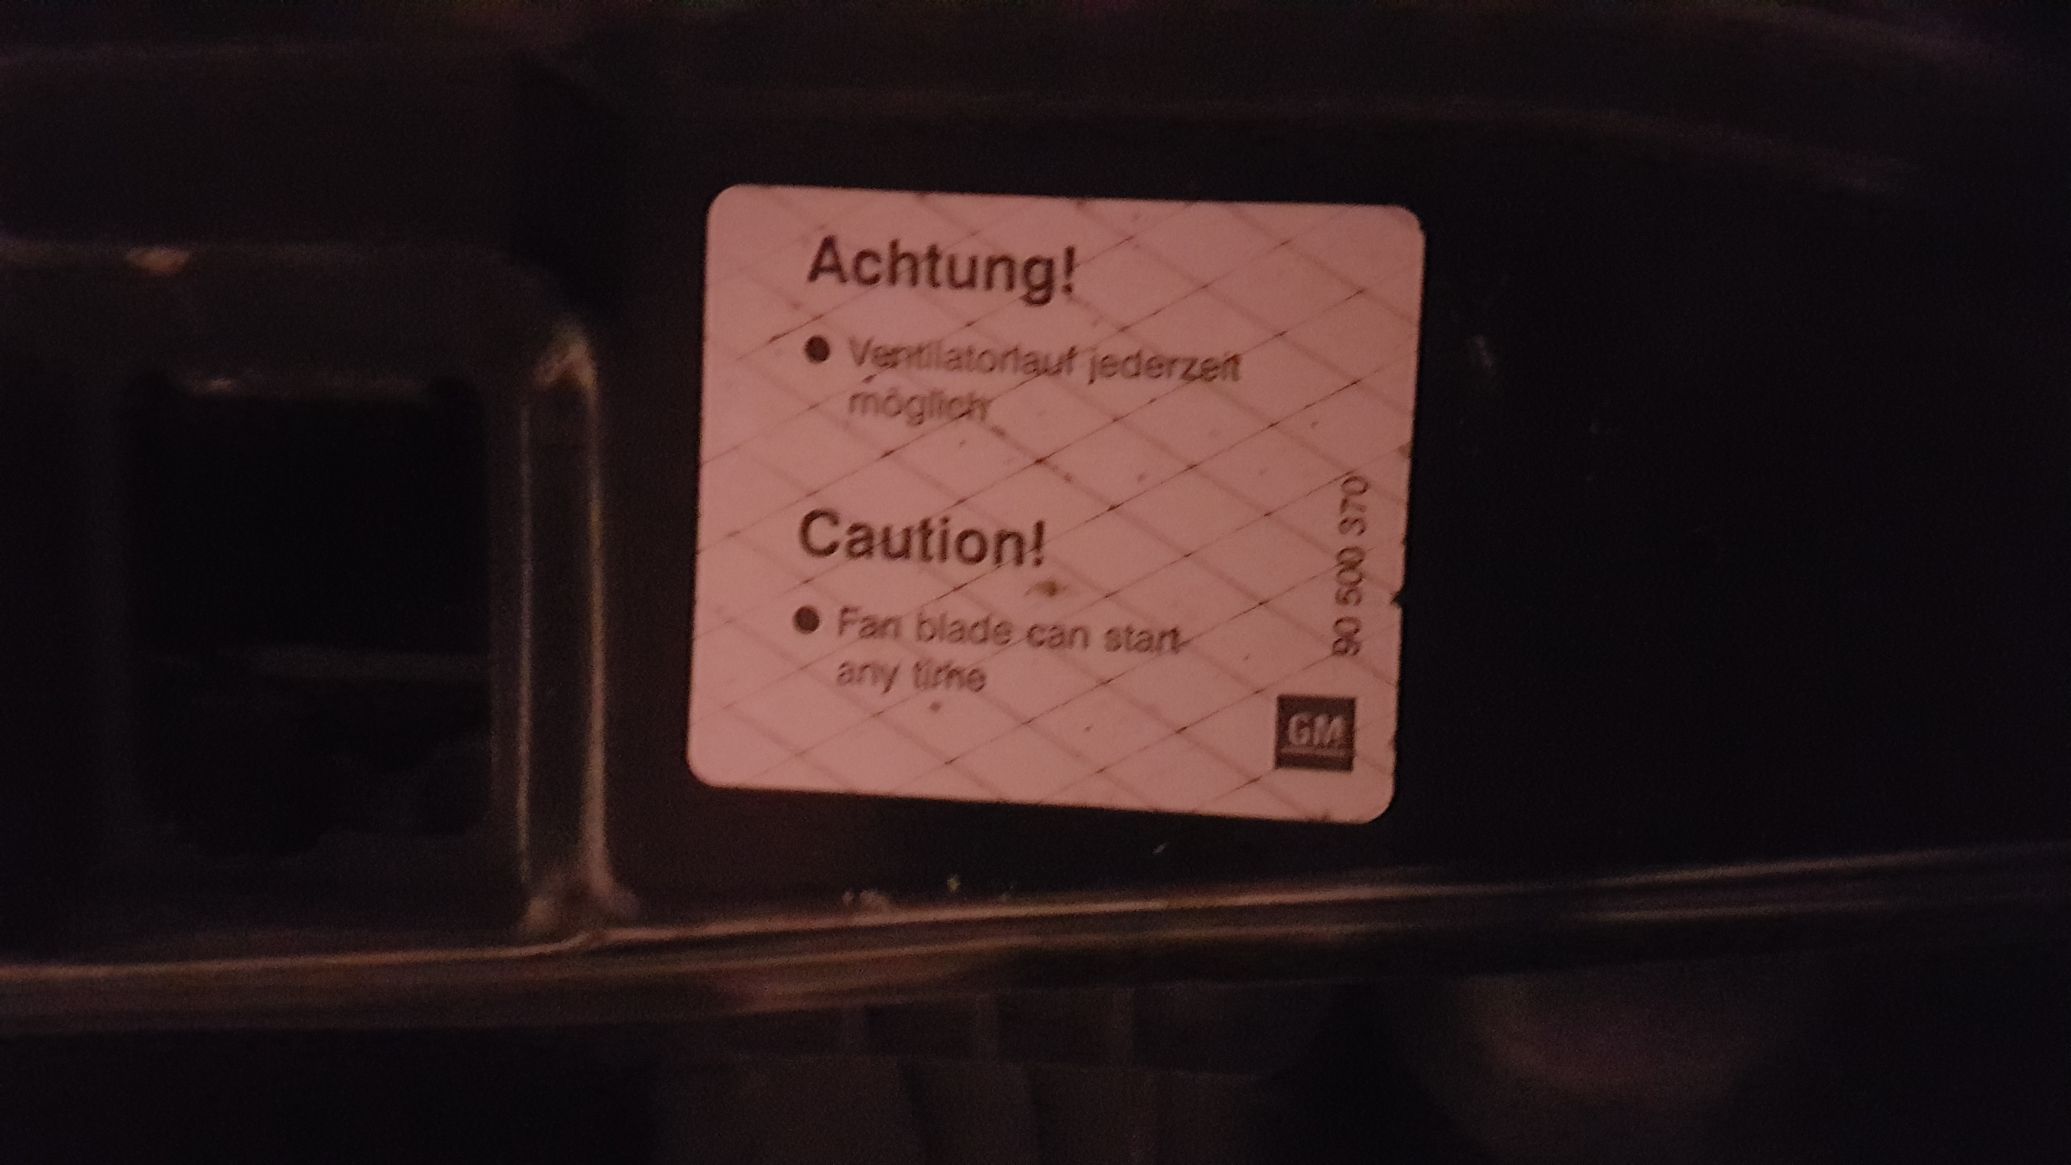 Achtung!
● Ventilatorlauf jederzeit
möglich
Caution!
● Fan blade can start
any time
90 500 370
GM